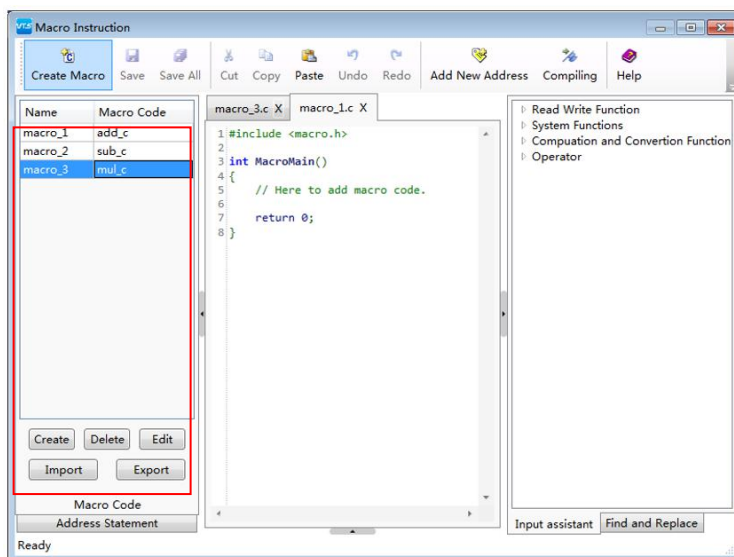 VTS Macro Instruction
Create Macro Save Save All Cut Copy Paste Undo Redo Add New Address Compiling Help
Name Macro Code
macro_1 add_c
macro_2 sub_c
macro_3 mul_c
Create Delete Edit
Import Export
Macro Code
Address Statement
Ready
macro_3.c X macro_1.c X
1 #include <macro.h>
2
3 int MacroMain()
4 {
5 // Here to add macro code.
6
7 return 0;
8 }
Read Write Function
System Functions
Compuation and Convertion Function
Operator
Input assistant Find and Replace